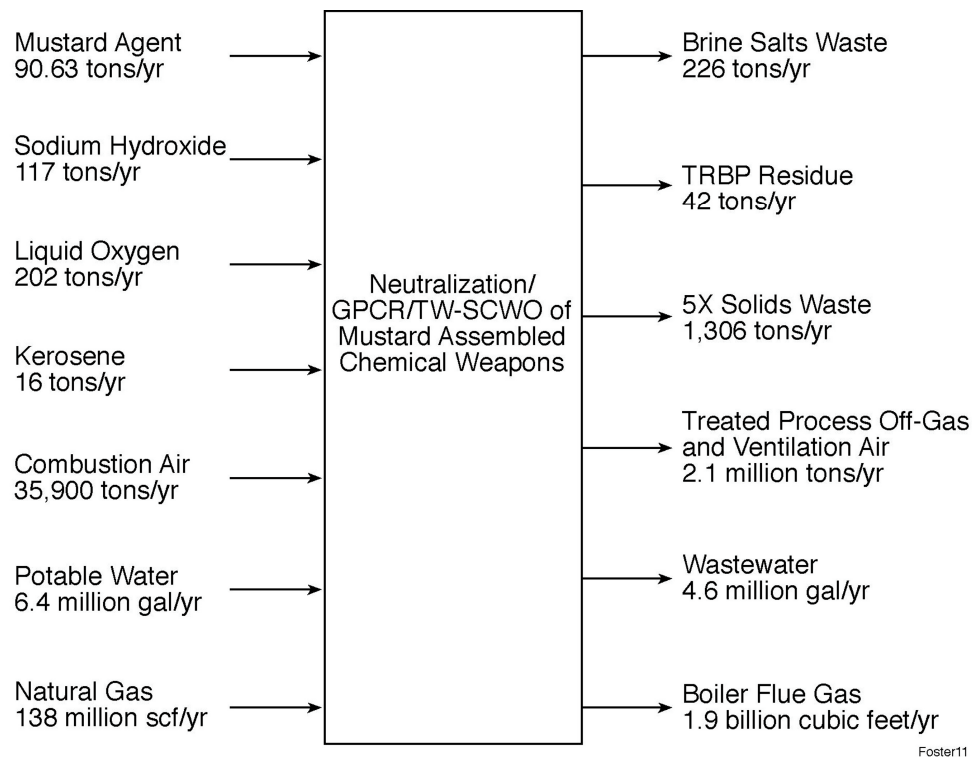 Mustard Agent
90.63 tons/yr
Sodium Hydroxide
117 tons/yr
Liquid Oxygen
202 tons/yr
Kerosene
16 tons/yr
Combustion Air
35,900 tons/yr
Potable Water
6.4 million gal/yr
Natural Gas
138 million scf/yr
Neutralization/
GPCR/TW-SCWO of
Mustard Assembled
Chemical Weapons
Brine Salts Waste
226 tons/yr
TRBP Residue
42 tons/yr
5X Solids Waste
1,306 tons/yr
Treated Process Off-Gas
and Ventilation Air
2.1 million tons/yr
Wastewater
4.6 million gal/yr
Boiler Flue Gas
1.9 billion cubic feet/yr
Foster11